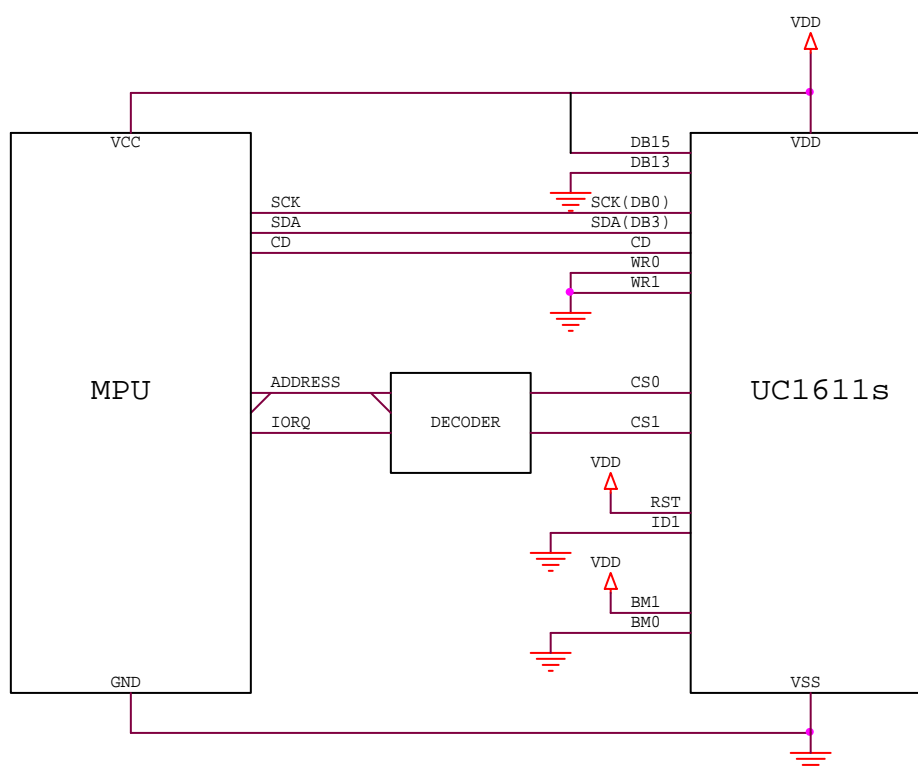 VDD
VCC
VDD
DB15
DB13
SCK SCK(DB0)
SDA SDA(DB3)
CD CD
WR0
WR1
ADDRESS CS0
MPU UC1611s
IORQ DECODER CS1
VDD
RST
ID1
VDD
BM1
BM0
GND VSS